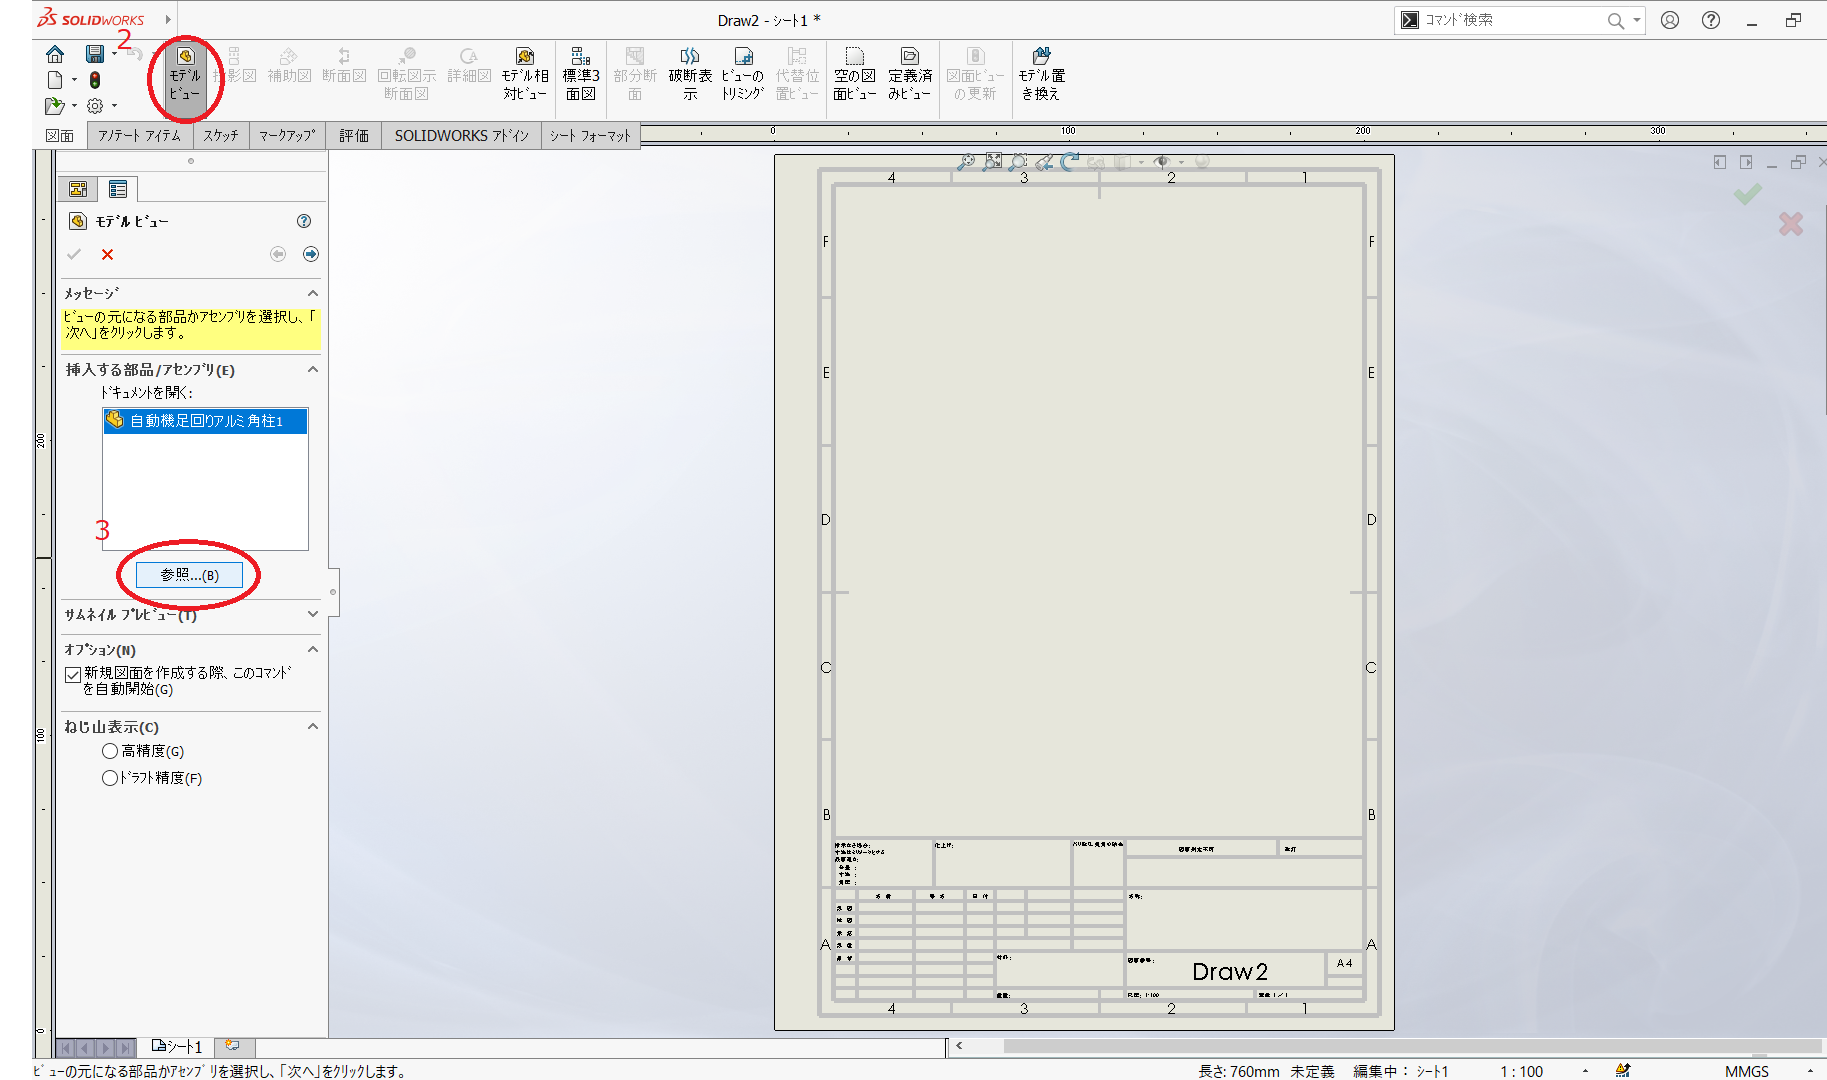 SOLIDWORKS
Draw2 - シート1 *
コマンド検索
2
モデル
ビュー
投影図
補助図
断面図
回転図示
断面図
詳細図
モデル相
対ビュー
標準3
面図
部分断
面
破断表
示
ビューの
トリミング
代替位
置ビュー
空の図
面ビュー
定義済
みビュー
図面ビュー
の更新
モデル置
き換え
図面
アノテート アイテム
スケッチ
マークアップ
評価
SOLIDWORKS アドイン
シート フォーマット
0
100
200
300
モデル ビュー
メッセージ
ビューの元になる部品かアセンブリを選択し、「
次へ」をクリックします。
挿入する部品/アセンブリ(E)
ドキュメントを開く:
自動機足回りアルミ角柱1
3
参照...(B)
サムネイル プレビュー(T)
オプション(N)
新規図面を作成する際、このコマンド
を自動開始(G)
ねじ山表示(C)
高精度(G)
ドラフト精度(F)
200
100
0
4 3 2 1
F F
E E
D D
C C
B B
A A
仕上げ:
改訂
名称:
Draw2
A4
尺度: 1:100
4 3 2 1
シート1
ビューの元になる部品かアセンブリを選択し、「次へ」をクリックします。
長さ: 760mm 未定義 編集中： シート1 1 : 100 MMGS